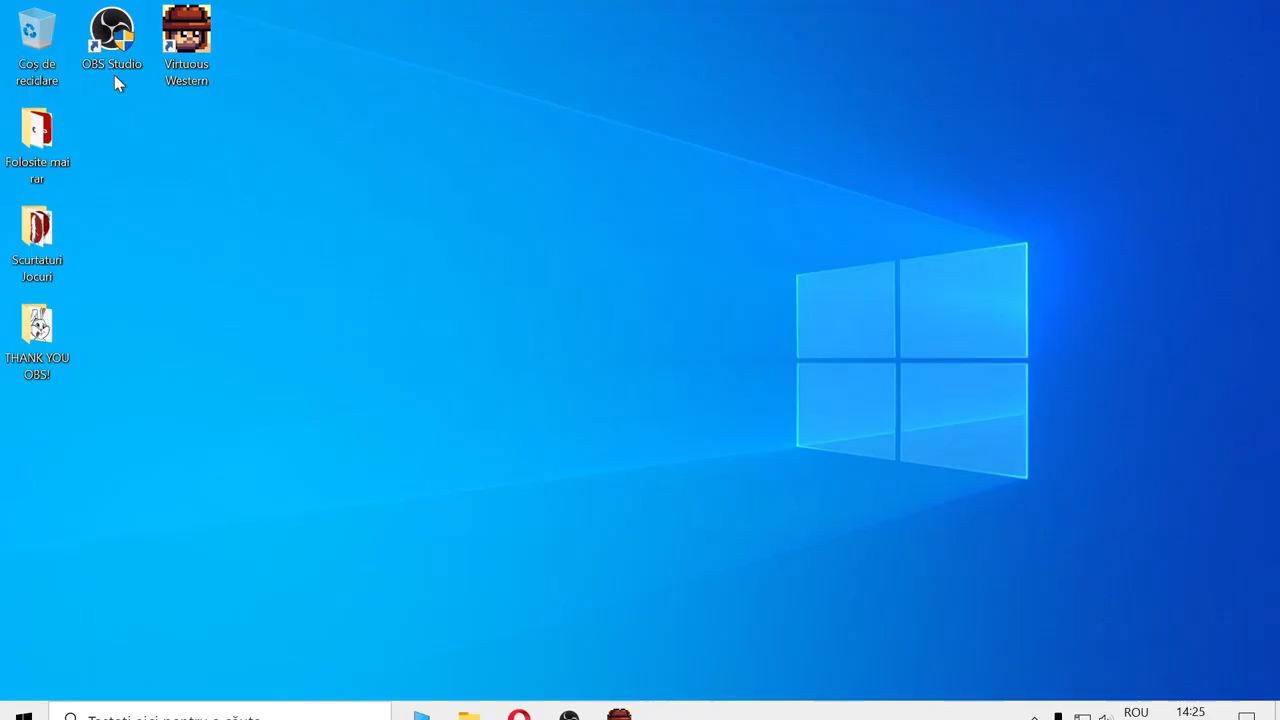 Coș de
reciclare
OBS Studio
Virtuous
Western
Folosite mai
rar
Scurtaturi
Jocuri
THANK YOU
OBS!
Tastați aici pentru a căuta
ROU
14:25